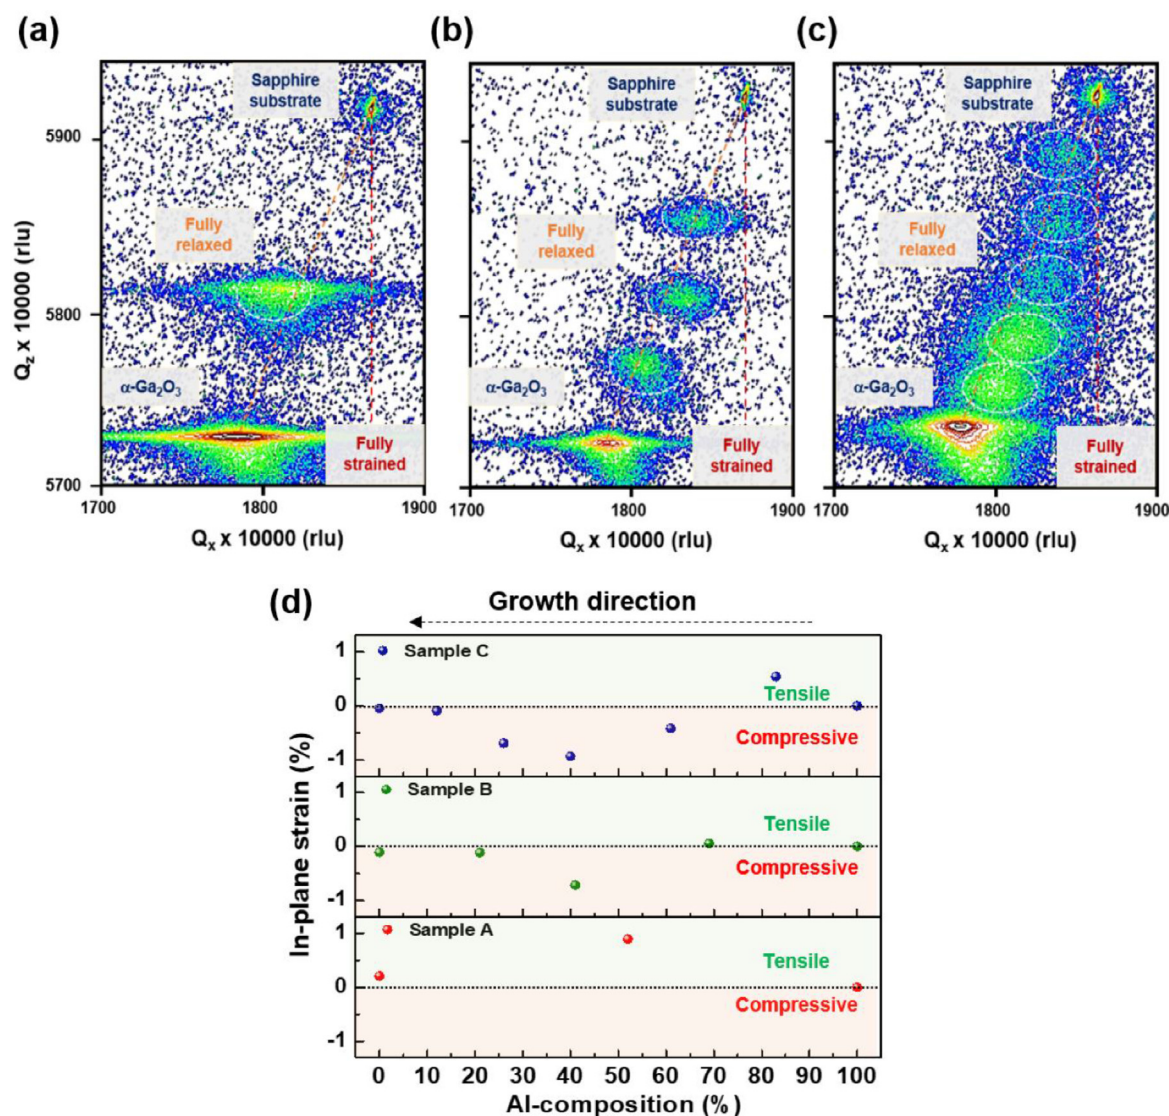 (a)
(b)
(c)
Sapphire
substrate
Fully
relaxed
α-Ga₂O₃
Fully
strained
Sapphire
substrate
Fully
relaxed
α-Ga₂O₃
Fully
strained
Sapphire
substrate
Fully
relaxed
α-Ga₂O₃
Fully
strained
Q_z x 10000 (rlu)
5900
5800
5700
1700 1800 1900
1700 1800 1900
1700 1800 1900
Qₓ x 10000 (rlu)
Qₓ x 10000 (rlu)
Qₓ x 10000 (rlu)
(d)
Growth direction
In-plane strain (%)
1
0
-1
Sample C
Tensile
Compressive
1
0
-1
Sample B
Tensile
Compressive
1
0
-1
Sample A
Tensile
Compressive
0 10 20 30 40 50 60 70 80 90 100
Al-composition (%)